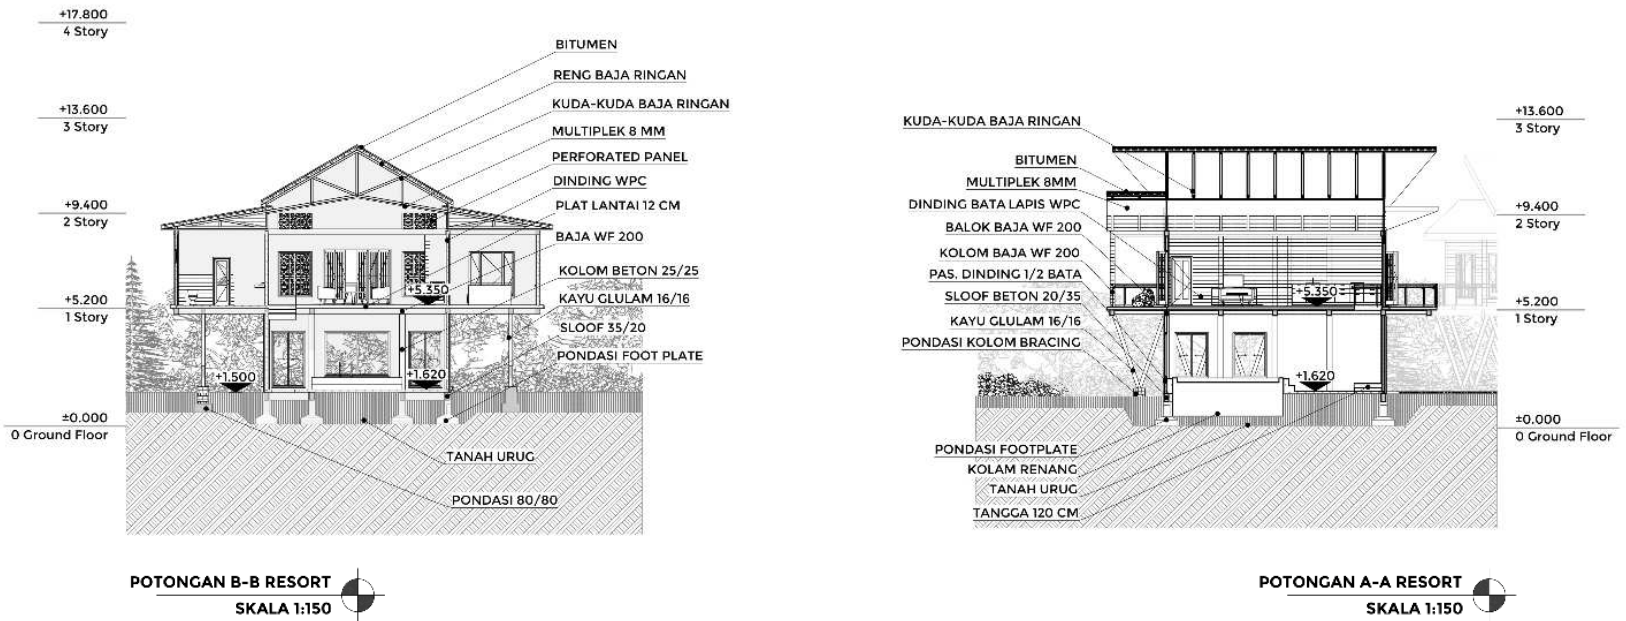 +17.800
4 Story
+13.600
3 Story
+9.400
2 Story
+5.200
1 Story
±0.000
0 Ground Floor
BITUMEN
RENG BAJA RINGAN
KUDA-KUDA BAJA RINGAN
MULTIPLEK 8 MM
PERFORATED PANEL
DINDING WPC
PLAT LANTAI 12 CM
BAJA WF 200
KOLOM BETON 25/25
KAYU GLULAM 16/16
SLOOF 35/20
PONDASI FOOT PLATE
+5.350
+1.500
+1.620
TANAH URUG
PONDASI 80/80
POTONGAN B-B RESORT
SKALA 1:150
KUDA-KUDA BAJA RINGAN
BITUMEN
MULTIPLEK 8MM
DINDING BATA LAPIS WPC
BALOK BAJA WF 200
KOLOM BAJA WF 200
PAS. DINDING 1/2 BATA
SLOOF BETON 20/35
KAYU GLULAM 16/16
PONDASI KOLOM BRACING
+5.350
+1.620
PONDASI FOOTPLATE
KOLAM RENANG
TANAH URUG
TANGGA 120 CM
+13.600
3 Story
+9.400
2 Story
+5.200
1 Story
±0.000
0 Ground Floor
POTONGAN A-A RESORT
SKALA 1:150